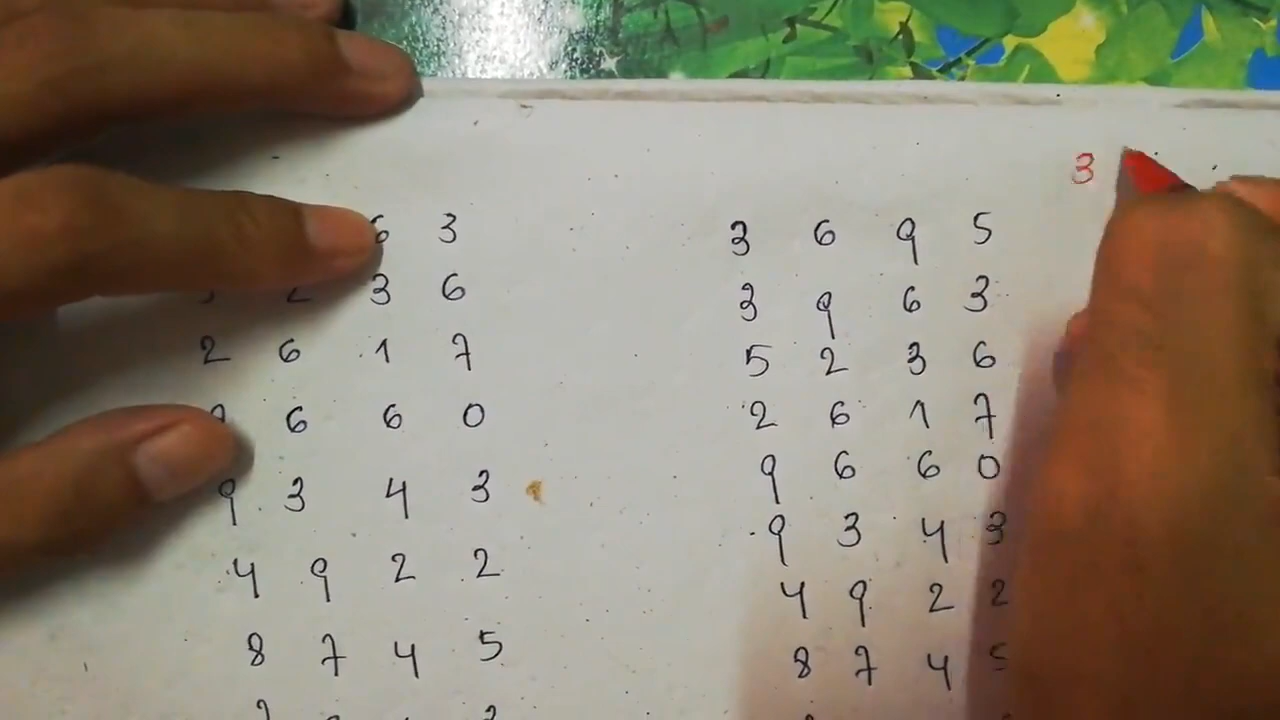 3
6 3 3 6 9 5
2 3 6 3 9 6 3
2 6 1 7 5 2 3 6
6 6 0 2 6 1 7
9 3 4 3 9 6 6 0
4 9 2 2 9 3 4 3
8 7 4 5 4 9 2 2
8 7 4 5